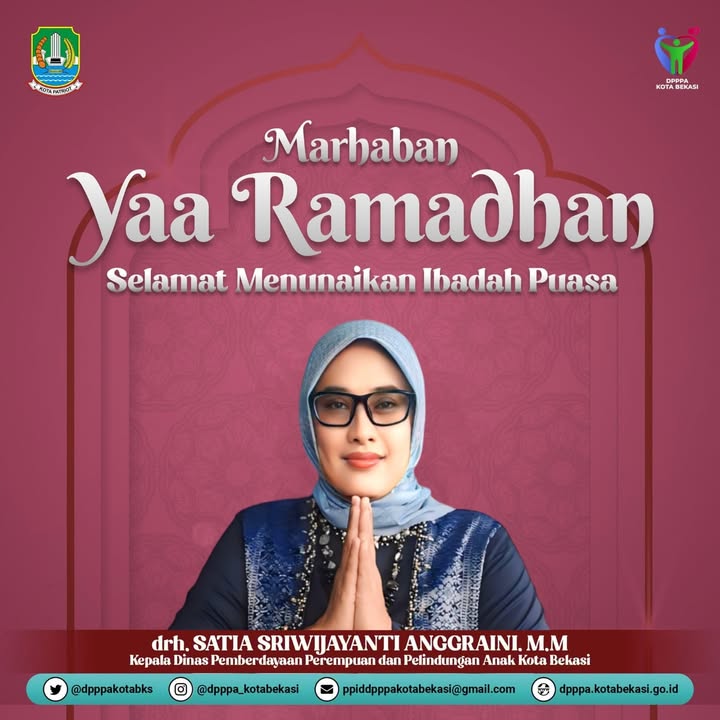 KOTA PATRIOT
DPPPA
KOTA BEKASI
Marhaban
Yaa Ramadhan
Selamat Menunaikan Ibadah Puasa
drh. SATIA SRIWIJAYANTI ANGGRAINI, M.M
Kepala Dinas Pemberdayaan Perempuan dan Pelindungan Anak Kota Bekasi
@dpppakotabks @dpppa_kotabekasi ppiddpppakotabekasi@gmail.com dpppa.kotabekasi.go.id